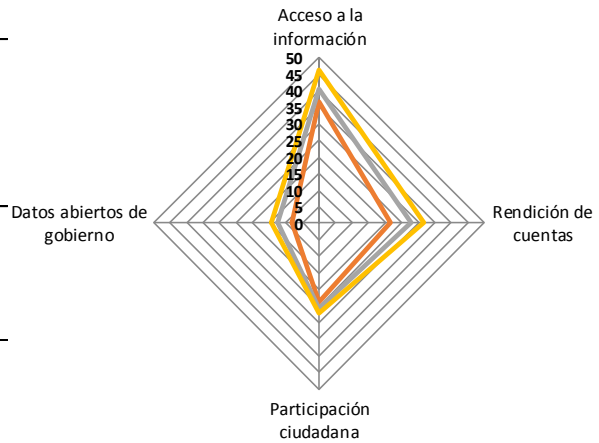 Acceso a la
información
50
45
40
35
30
25
20
15
10
5
0
Datos abiertos de
gobierno
Rendición de
cuentas
Participación
ciudadana